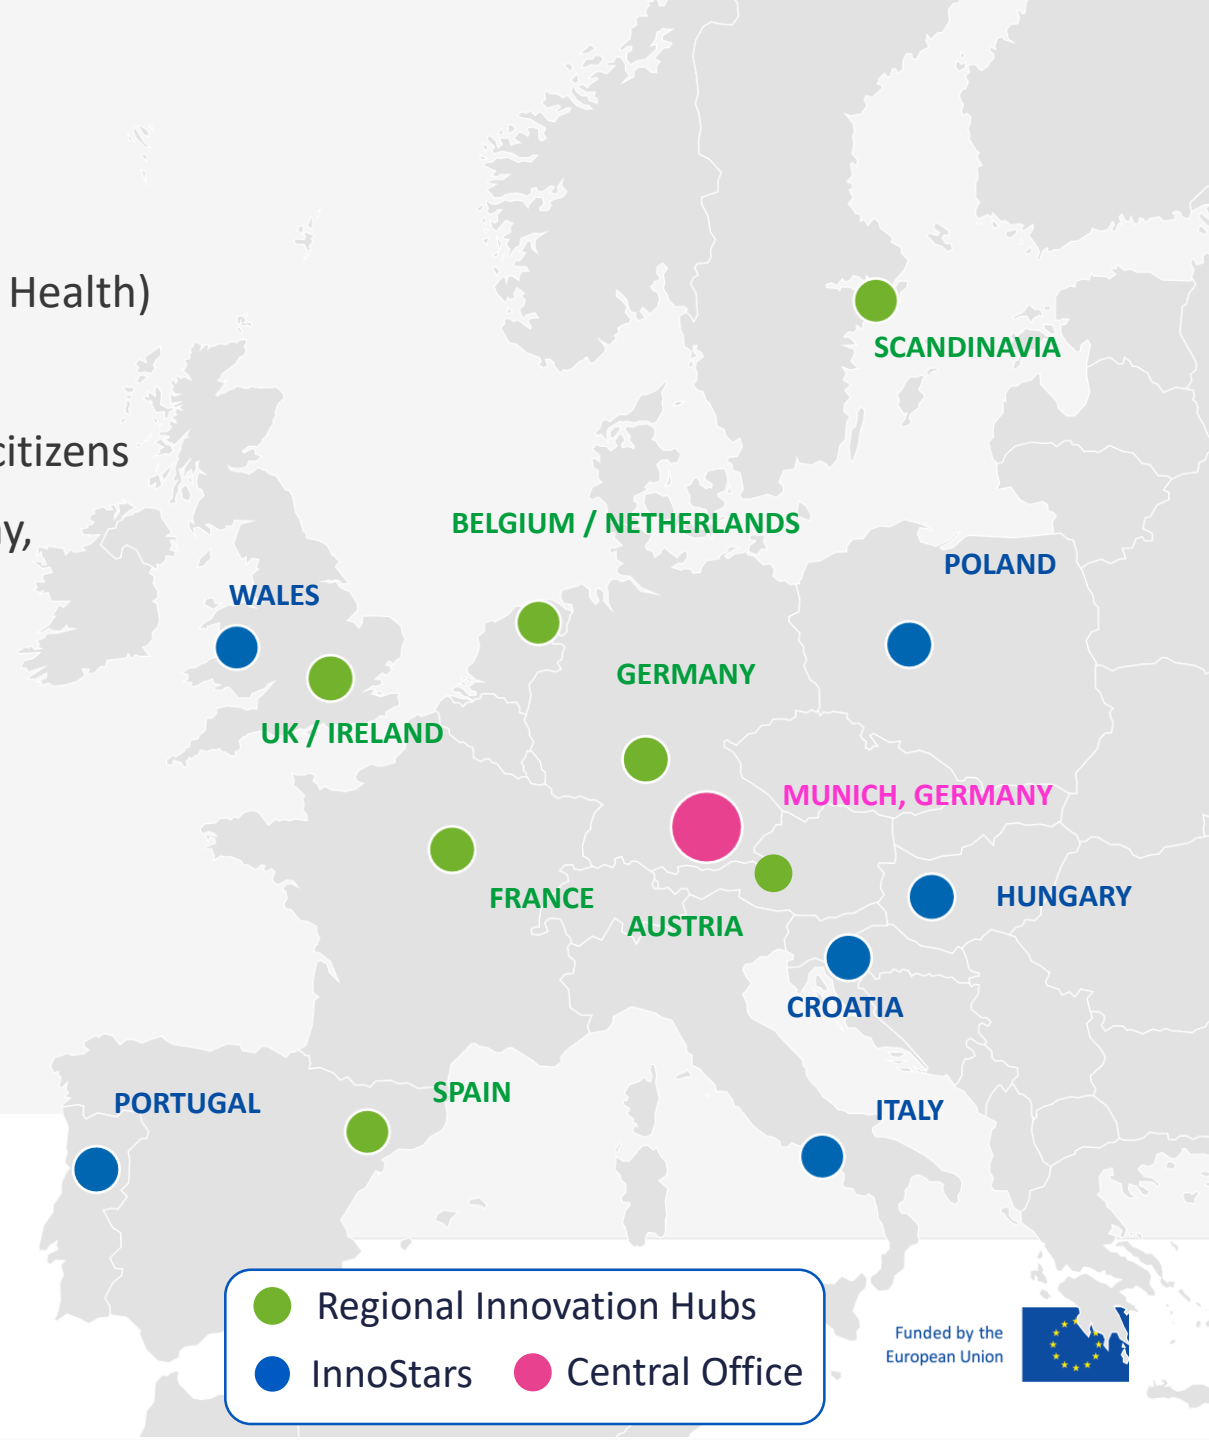 Health)
SCANDINAVIA
citizens
BELGIUM / NETHERLANDS
POLAND
WALES
GERMANY
UK / IRELAND
MUNICH, GERMANY
FRANCE
HUNGARY
AUSTRIA
CROATIA
SPAIN
PORTUGAL
ITALY
Regional Innovation Hubs
InnoStars
Central Office
Funded by the
European Union